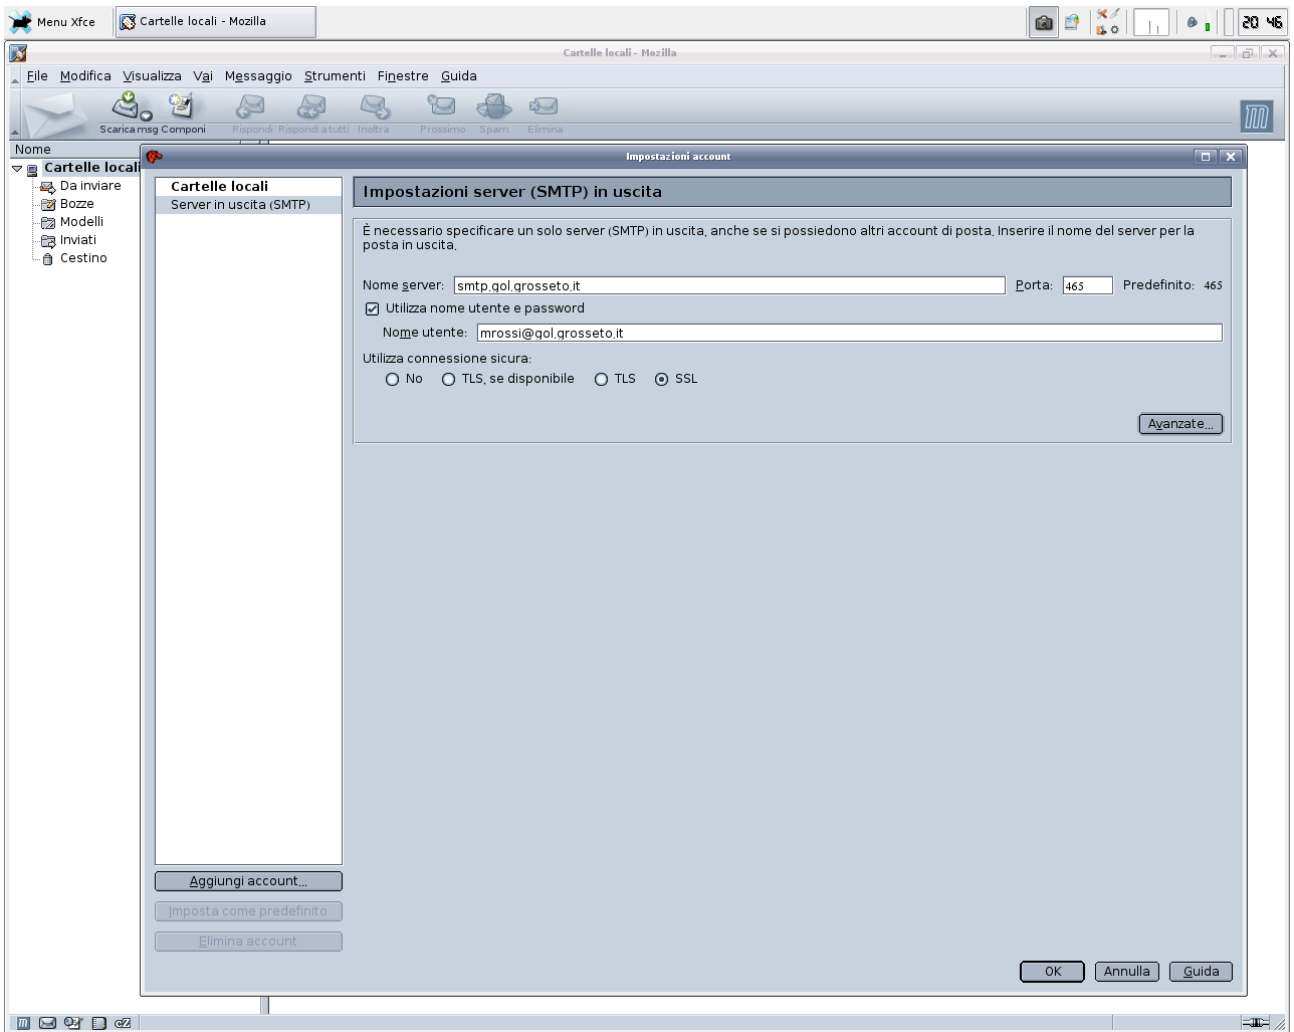 Menu Xfce
Cartelle locali - Mozilla
20 46
Cartelle locali - Mozilla
File Modifica Visualizza Vai Messaggio Strumenti Finestre Guida
Scarica msg Componi Rispondi Rispondi a tutti Inoltra Prossimo Spam Elimina
Nome
Impostazioni account
Cartelle locali
Da inviare
Bozze
Modelli
Inviati
Cestino
Cartelle locali
Server in uscita (SMTP)
Impostazioni server (SMTP) in uscita
È necessario specificare un solo server (SMTP) in uscita, anche se si possiedono altri account di posta. Inserire il nome del server per la
posta in uscita.
Nome server: smtp.gol.grosseto.it Porta: 465 Predefinito: 465
Utilizza nome utente e password
Nome utente: mrossi@gol.grosseto.it
Utilizza connessione sicura:
No TLS, se disponibile TLS SSL
Avanzate...
Aggiungi account...
Imposta come predefinito
Elimina account
OK Annulla Guida